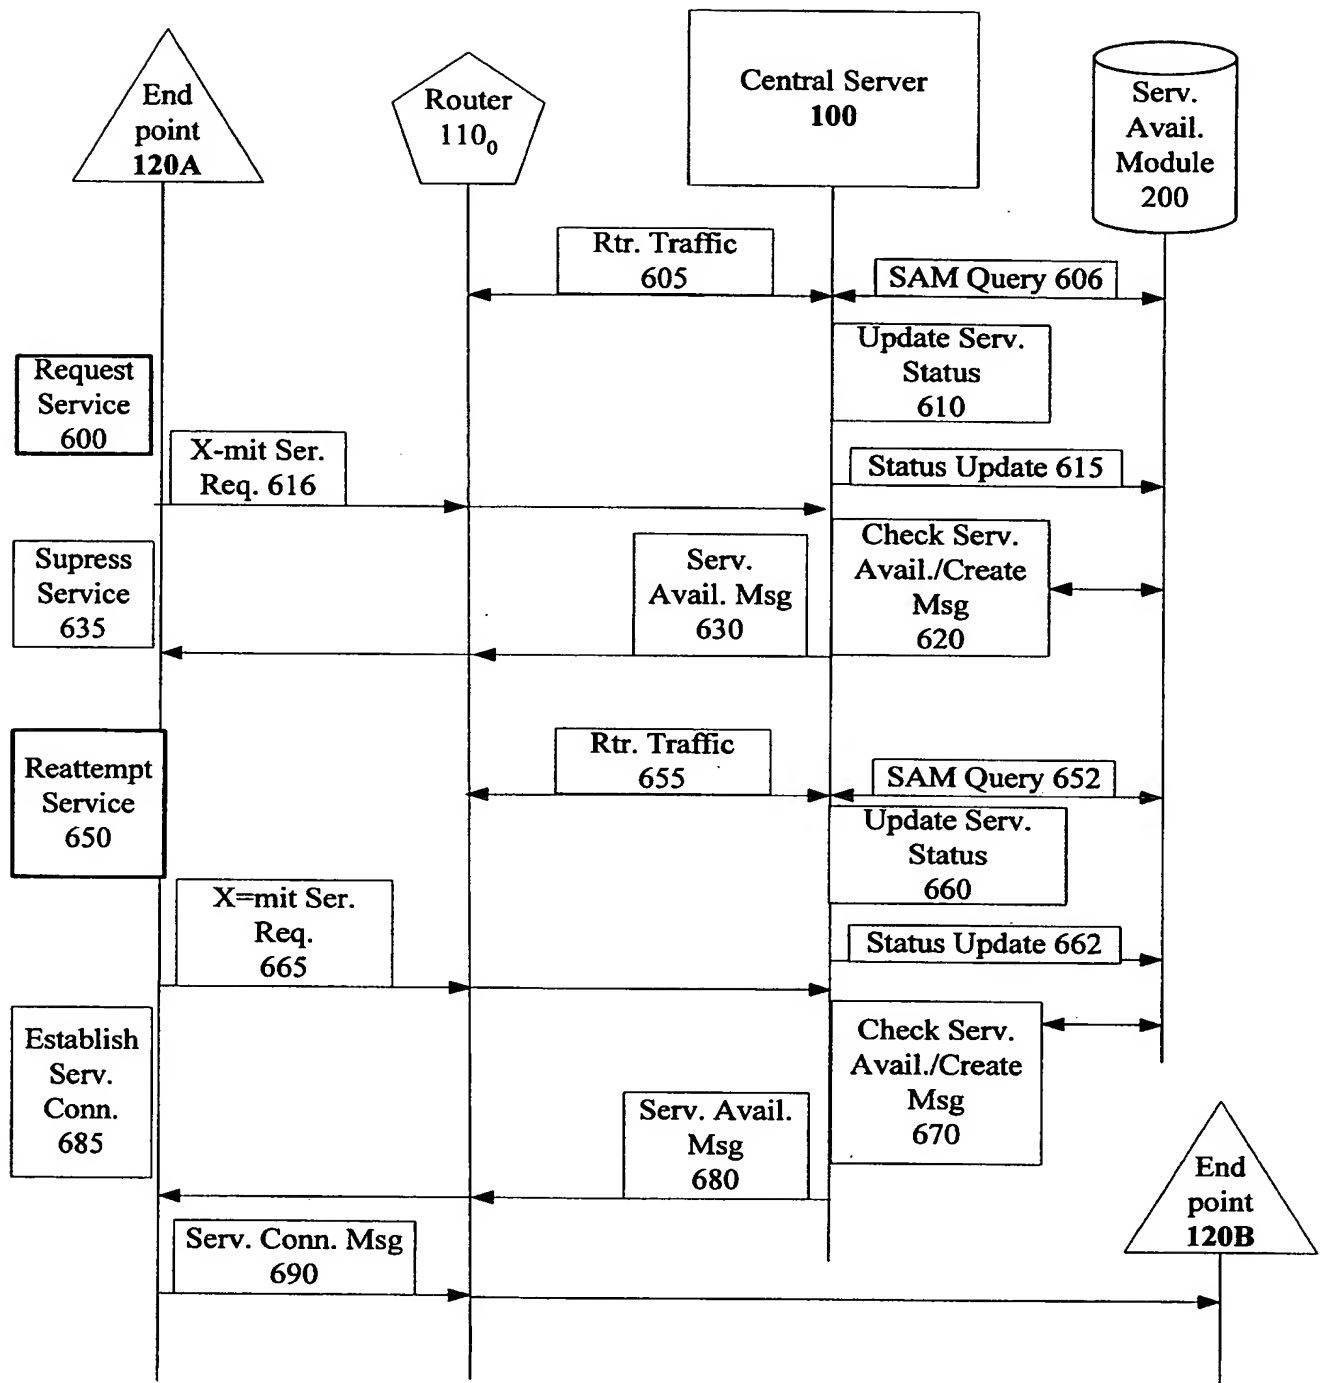 End
point
120A
Router
110₀
Central Server
100
Serv.
Avail.
Module
200
Rtr. Traffic
605
SAM Query 606
Update Serv.
Status
610
Request
Service
600
X-mit Ser.
Req. 616
Status Update 615
Supress
Service
635
Serv.
Avail. Msg
630
Check Serv.
Avail./Create
Msg
620
Reattempt
Service
650
Rtr. Traffic
655
SAM Query 652
Update Serv.
Status
660
X=mit Ser.
Req.
665
Status Update 662
Establish
Serv.
Conn.
685
Check Serv.
Avail./Create
Msg
670
Serv. Avail.
Msg
680
End
point
120B
Serv. Conn. Msg
690